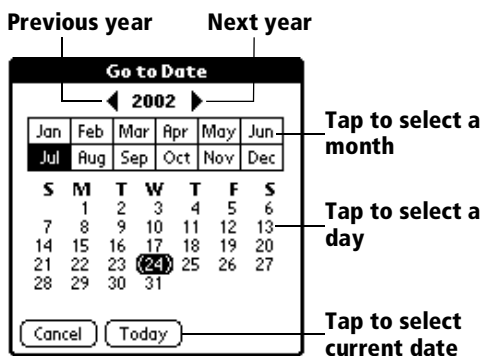 Previous year Next year
Go to Date
2002
Jan Feb Mar Apr May Jun
Jul Aug Sep Oct Nov Dec
Tap to select a
month
S M T W T F S
1 2 3 4 5 6
7 8 9 10 11 12 13
14 15 16 17 18 19 20
21 22 23 24 25 26 27
28 29 30 31
Tap to select a
day
Cancel Today
Tap to select
current date